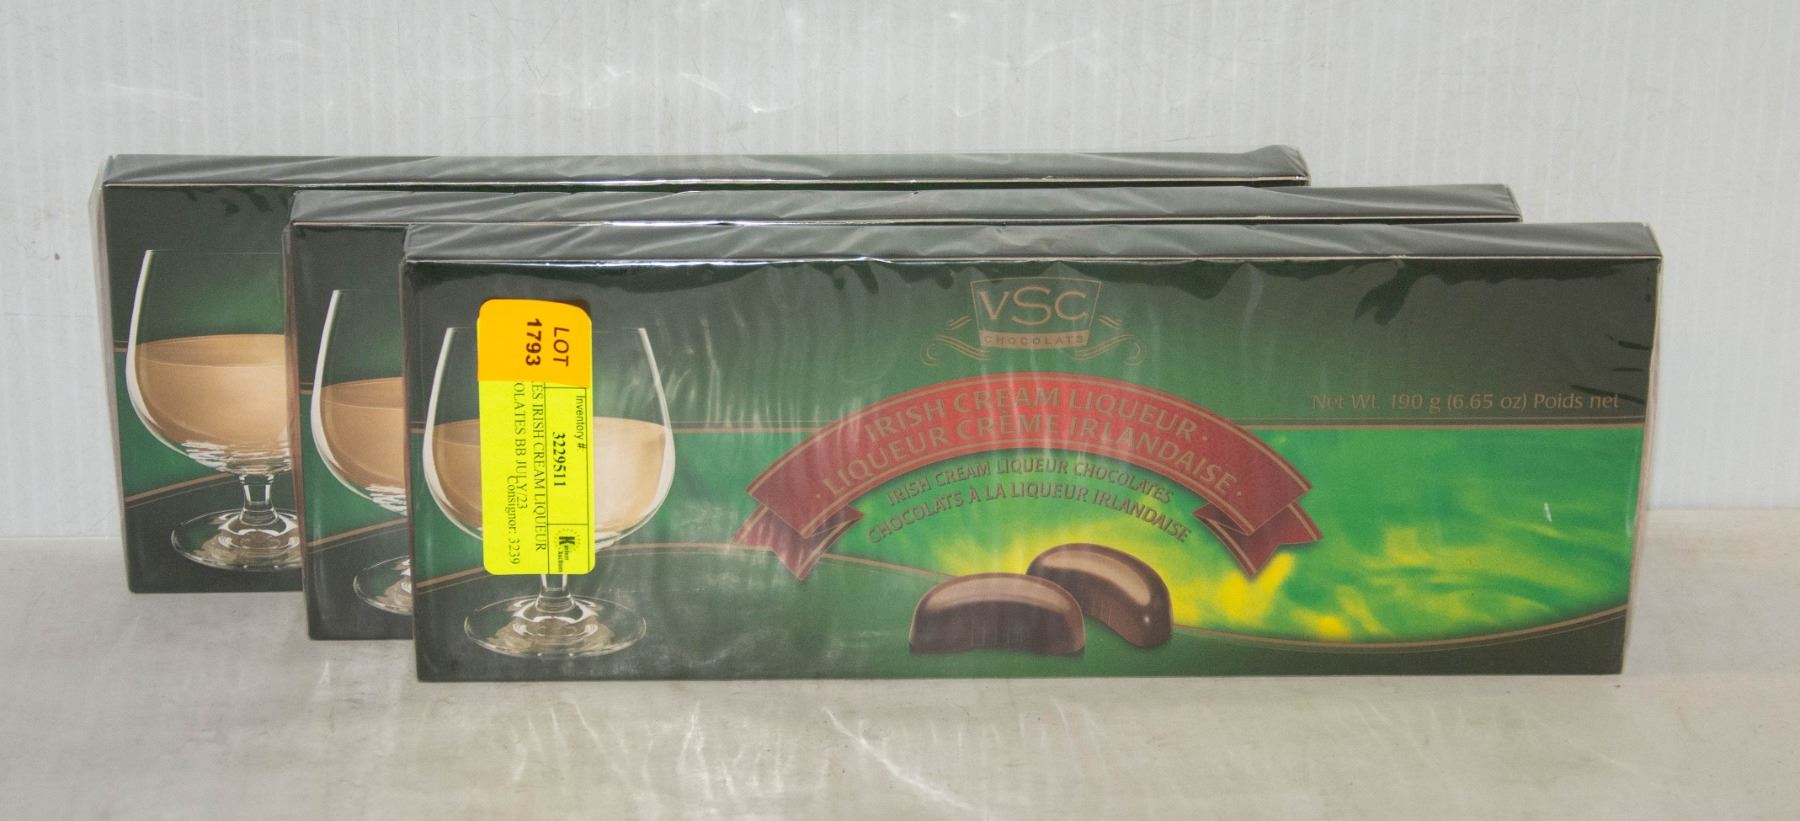 VSC
CHOCOLATS
IRISH CREAM LIQUEUR
· LIQUEUR CRÈME IRLANDAISE ·
IRISH CREAM LIQUEUR CHOCOLATES
CHOCOLATS À LA LIQUEUR IRLANDAISE
Net Wt. 190 g (6.65 oz) Poids net
LOT
1793
Inventory #:
3229511
ES IRISH CREAM LIQUEUR
OLATES BB JULY/23
Consignor: 3239